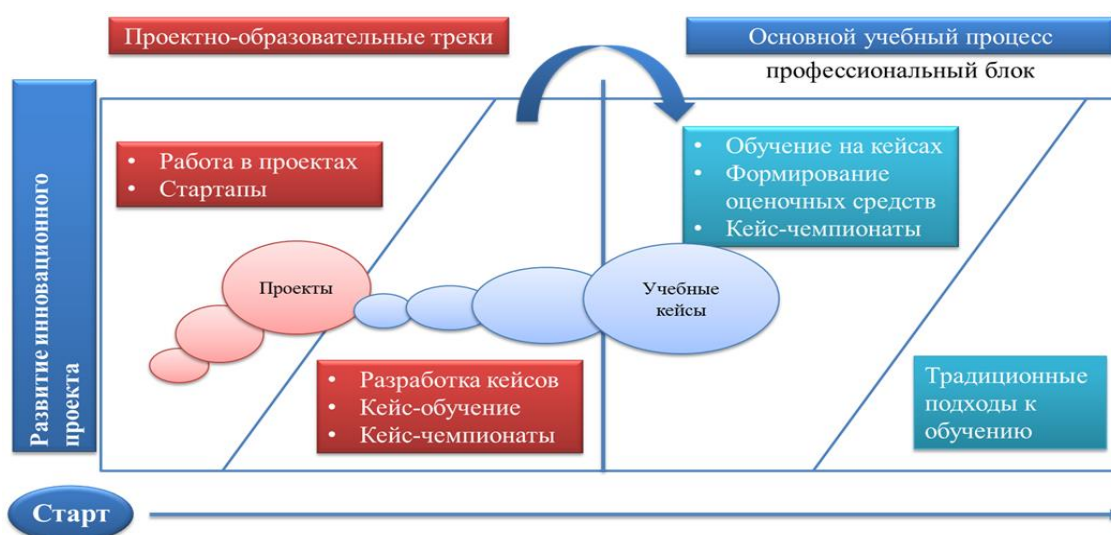 Проектно-образовательные треки
Основной учебный процесс
профессиональный блок
Развитие инновационного
проекта
• Работа в проектах
• Стартапы
• Обучение на кейсах
• Формирование
оценочных средств
• Кейс-чемпионаты
Проекты
Учебные
кейсы
• Разработка кейсов
• Кейс-обучение
• Кейс-чемпионаты
Традиционные
подходы к
обучению
Старт